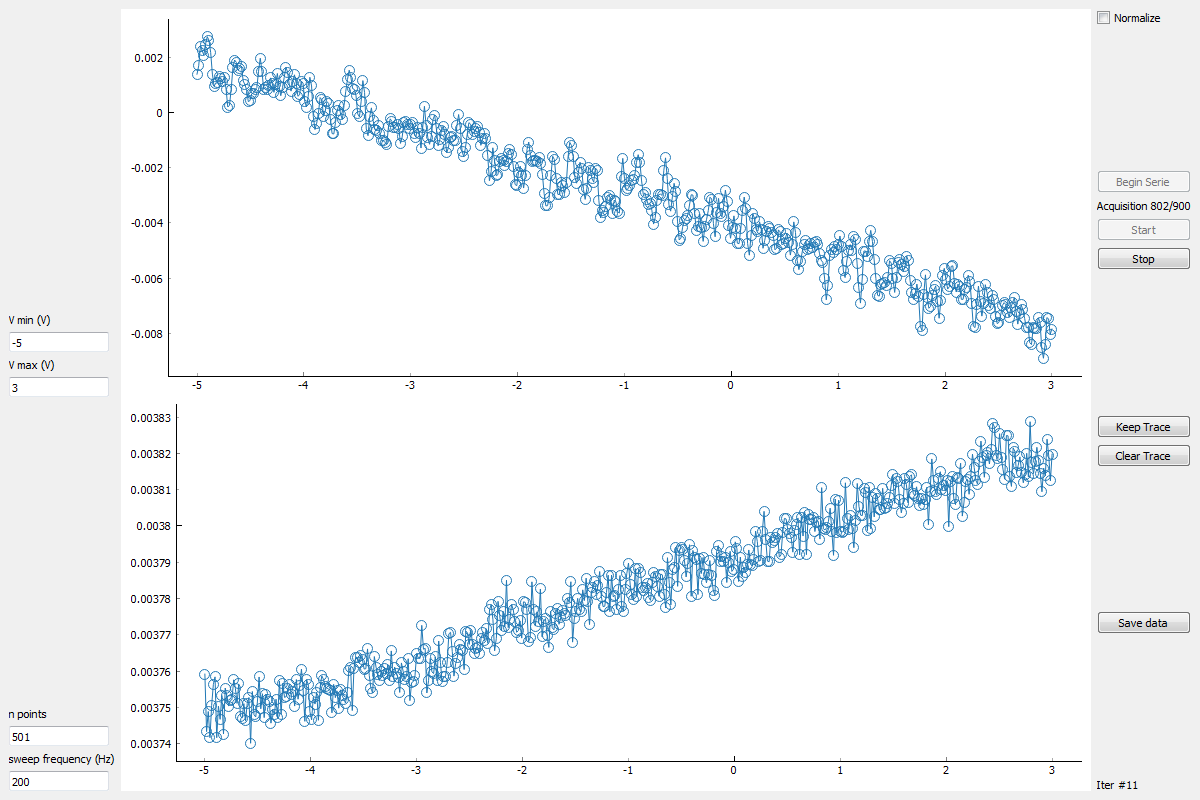 Normalize
0.002
0
-0.002
-0.004
-0.006
-0.008
-5 -4 -3 -2 -1 0 1 2 3
Begin Serie
Acquisition 802/900
Start
Stop
V min (V)
-5
V max (V)
3
0.00383
0.00382
0.00381
0.0038
0.00379
0.00378
0.00377
0.00376
0.00375
0.00374
-5 -4 -3 -2 -1 0 1 2 3
Keep Trace
Clear Trace
Save data
n points
501
sweep frequency (Hz)
200
Iter #11